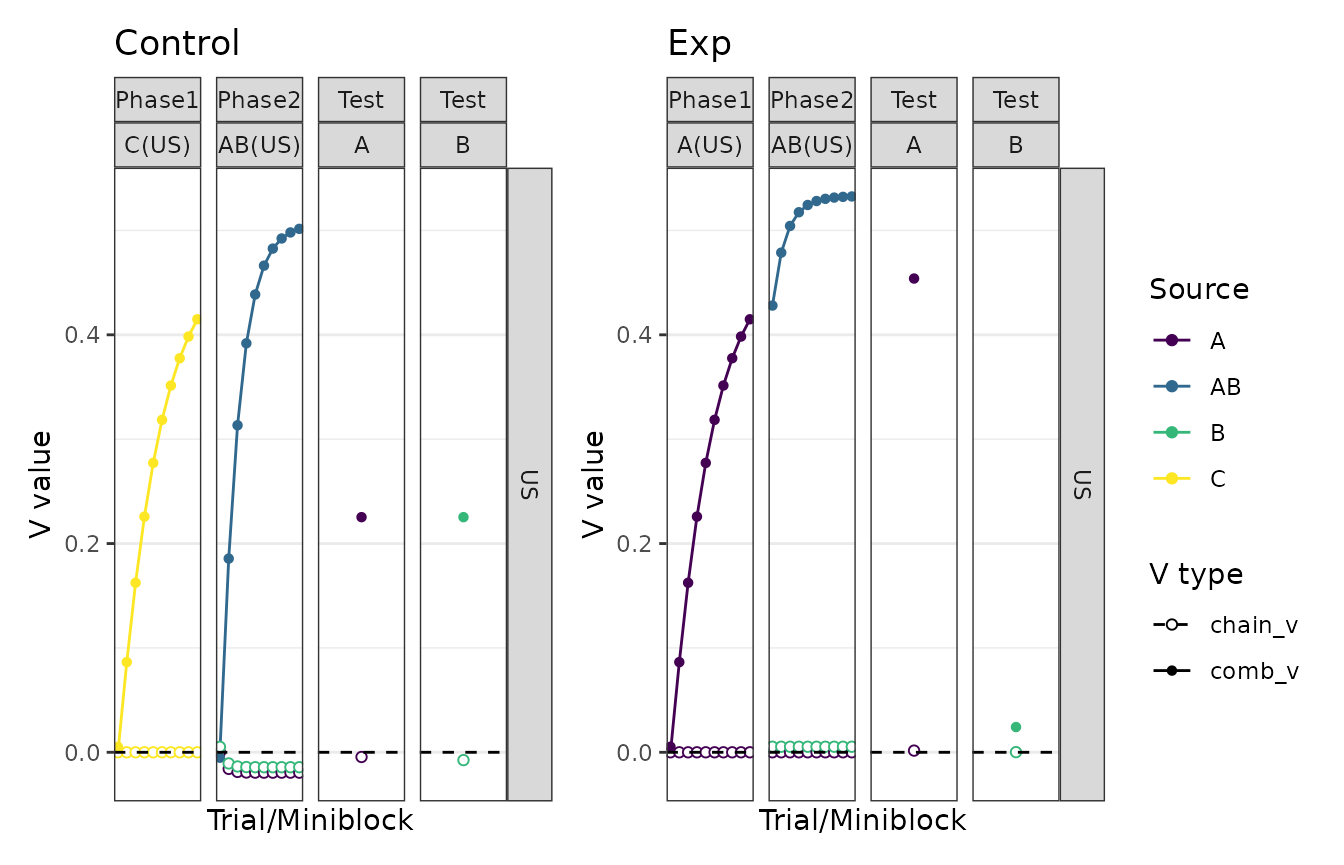 Control
Phase1 Phase2 Test Test
C(US) AB(US) A B
0.4
0.2
0.0
V value
US
Trial/Miniblock
Exp
Phase1 Phase2 Test Test
A(US) AB(US) A B
0.4
0.2
0.0
V value
US
Trial/Miniblock
Source
A
AB
B
C
V type
chain_v
comb_v